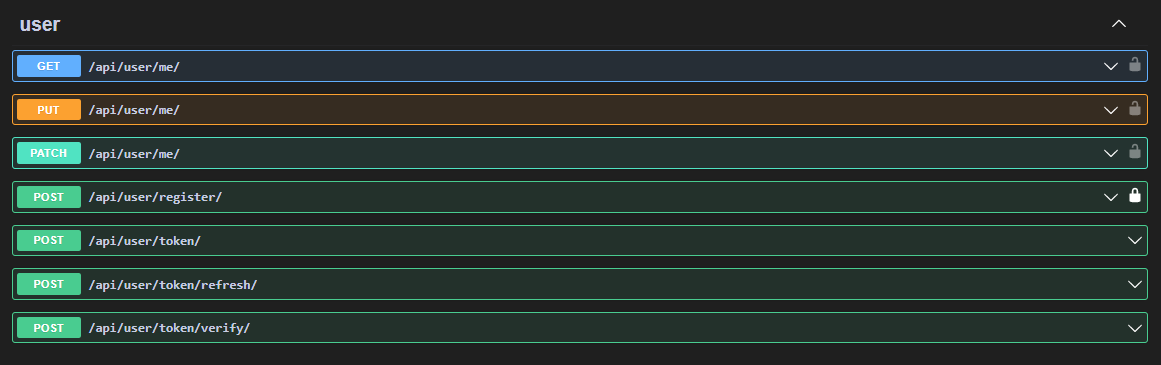 user
GET /api/user/me/
PUT /api/user/me/
PATCH /api/user/me/
POST /api/user/register/
POST /api/user/token/
POST /api/user/token/refresh/
POST /api/user/token/verify/